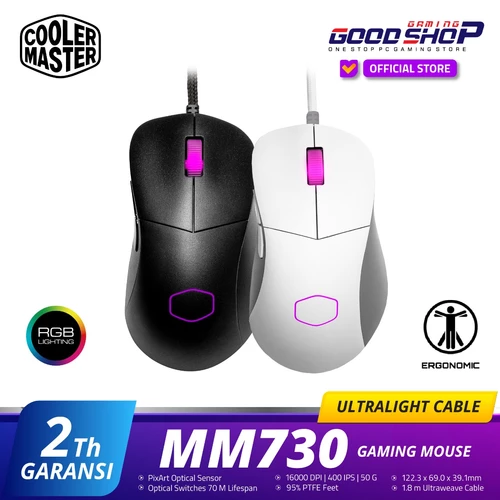 COOLER
MASTER
GAMING
GOODSHOP
ONE STOP PC GAMING STORE
OFFICIAL STORE
RGB
LIGHTING
ERGONOMIC
ULTRALIGHT CABLE
2Th
GARANSI
MM730 GAMING MOUSE
• PixArt Optical Sensor
• Optical Switches 70 M Lifespan
• 16000 DPI | 400 IPS | 50 G
• 95% PTFE Feet
• 122.3 x 69.0 x 39.1mm
• 1.8 m Ultraweave Cable